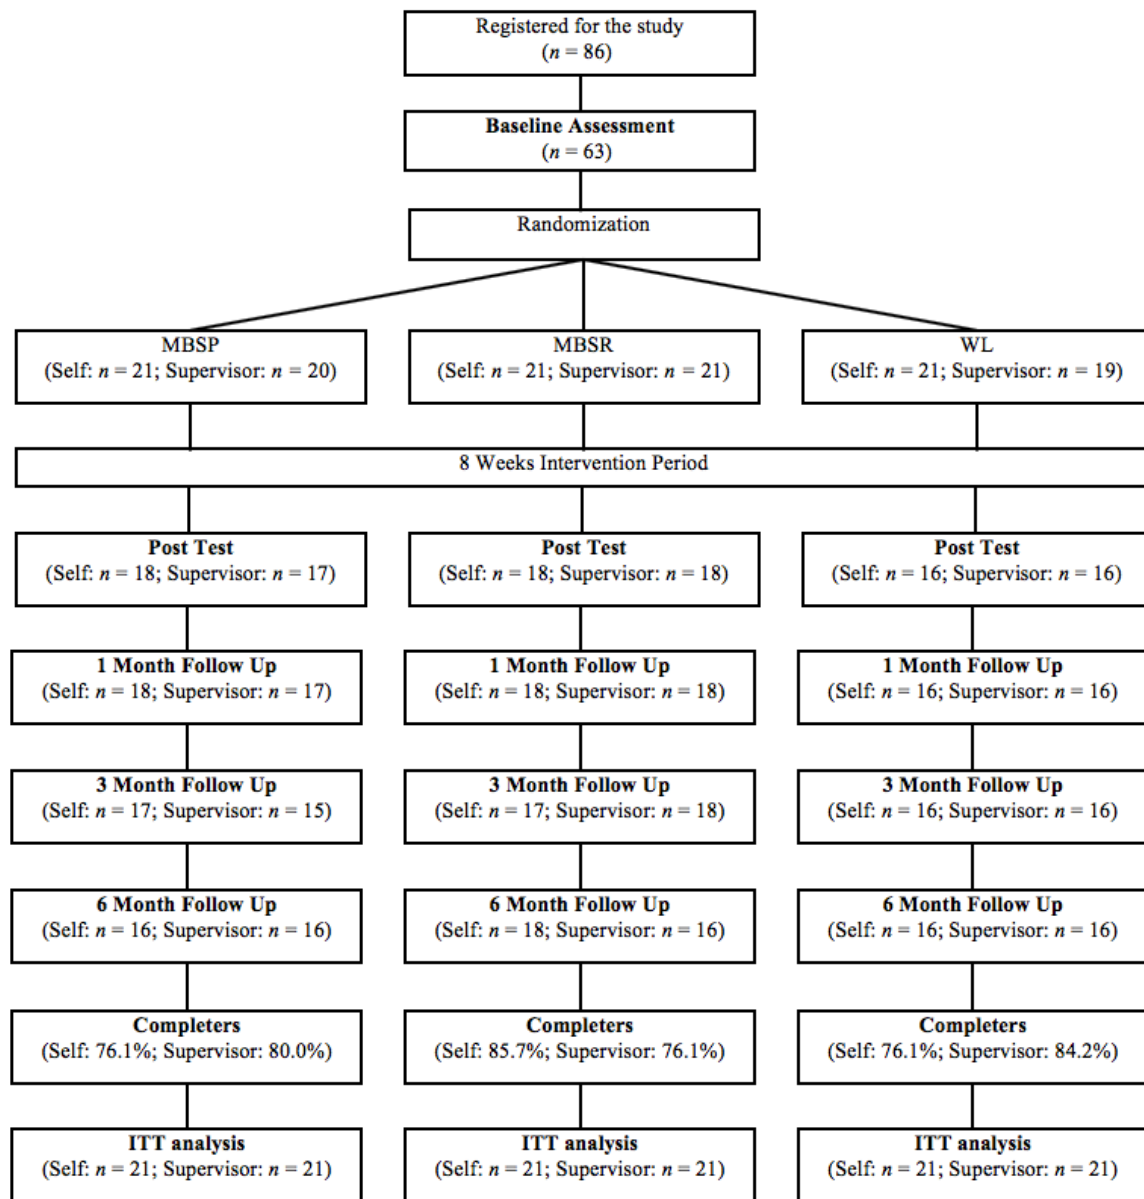 Registered for the study
(n = 86)
Baseline Assessment
(n = 63)
Randomization
MBSP
(Self: n = 21; Supervisor: n = 20)
MBSR
(Self: n = 21; Supervisor: n = 21)
WL
(Self: n = 21; Supervisor: n = 19)
8 Weeks Intervention Period
Post Test
(Self: n = 18; Supervisor: n = 17)
Post Test
(Self: n = 18; Supervisor: n = 18)
Post Test
(Self: n = 16; Supervisor: n = 16)
1 Month Follow Up
(Self: n = 18; Supervisor: n = 17)
1 Month Follow Up
(Self: n = 18; Supervisor: n = 18)
1 Month Follow Up
(Self: n = 16; Supervisor: n = 16)
3 Month Follow Up
(Self: n = 17; Supervisor: n = 15)
3 Month Follow Up
(Self: n = 17; Supervisor: n = 18)
3 Month Follow Up
(Self: n = 16; Supervisor: n = 16)
6 Month Follow Up
(Self: n = 16; Supervisor: n = 16)
6 Month Follow Up
(Self: n = 18; Supervisor: n = 16)
6 Month Follow Up
(Self: n = 16; Supervisor: n = 16)
Completers
(Self: 76.1%; Supervisor: 80.0%)
Completers
(Self: 85.7%; Supervisor: 76.1%)
Completers
(Self: 76.1%; Supervisor: 84.2%)
ITT analysis
(Self: n = 21; Supervisor: n = 21)
ITT analysis
(Self: n = 21; Supervisor: n = 21)
ITT analysis
(Self: n = 21; Supervisor: n = 21)